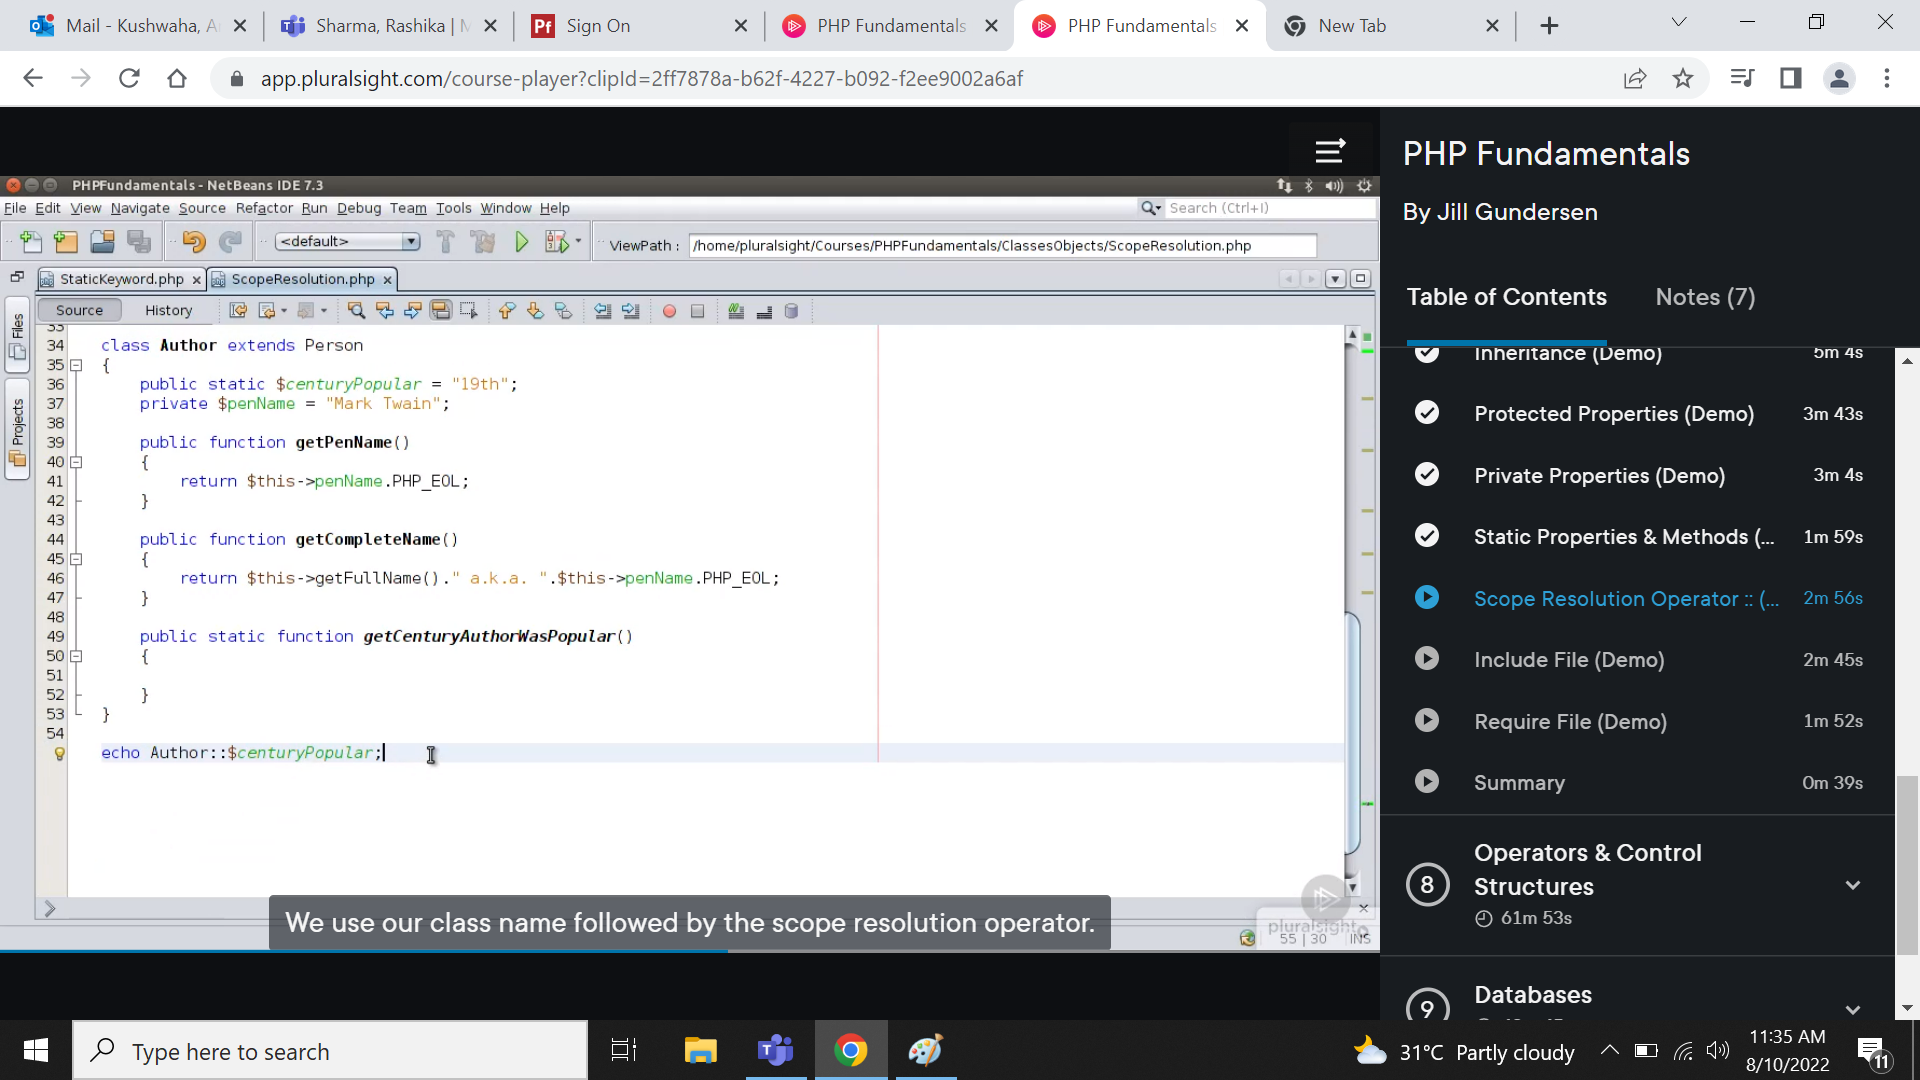 Mail - Kushwaha, A
Sharma, Rashika | M
Sign On
PHP Fundamentals
PHP Fundamentals
New Tab
app.pluralsight.com/course-player?clipId=2ff7878a-b62f-4227-b092-f2ee9002a6af
PHPFundamentals - NetBeans IDE 7.3
File Edit View Navigate Source Refactor Run Debug Team Tools Window Help
Search (Ctrl+I)
<default>
ViewPath : /home/pluralsight/Courses/PHPFundamentals/ClassesObjects/ScopeResolution.php
StaticKeyword.php
ScopeResolution.php
Source History
Files
Projects
33
34 class Author extends Person
35 {
36 public static $centuryPopular = "19th";
37 private $penName = "Mark Twain";
38
39 public function getPenName()
40 {
41 return $this->penName.PHP_EOL;
42 }
43
44 public function getCompleteName()
45 {
46 return $this->getFullName()." a.k.a. ".$this->penName.PHP_EOL;
47 }
48
49 public static function getCenturyAuthorWasPopular()
50 {
51
52 }
53 }
54
echo Author::$centuryPopular;
We use our class name followed by the scope resolution operator.
pluralsight
55 | 30 INS
PHP Fundamentals
By Jill Gundersen
Table of Contents
Notes (7)
Inheritance (Demo) 5m 4s
Protected Properties (Demo) 3m 43s
Private Properties (Demo) 3m 4s
Static Properties & Methods (... 1m 59s
Scope Resolution Operator :: (... 2m 56s
Include File (Demo) 2m 45s
Require File (Demo) 1m 52s
Summary 0m 39s
8
Operators & Control
Structures
61m 53s
9
Databases
Type here to search
31°C Partly cloudy
11:35 AM
8/10/2022
11